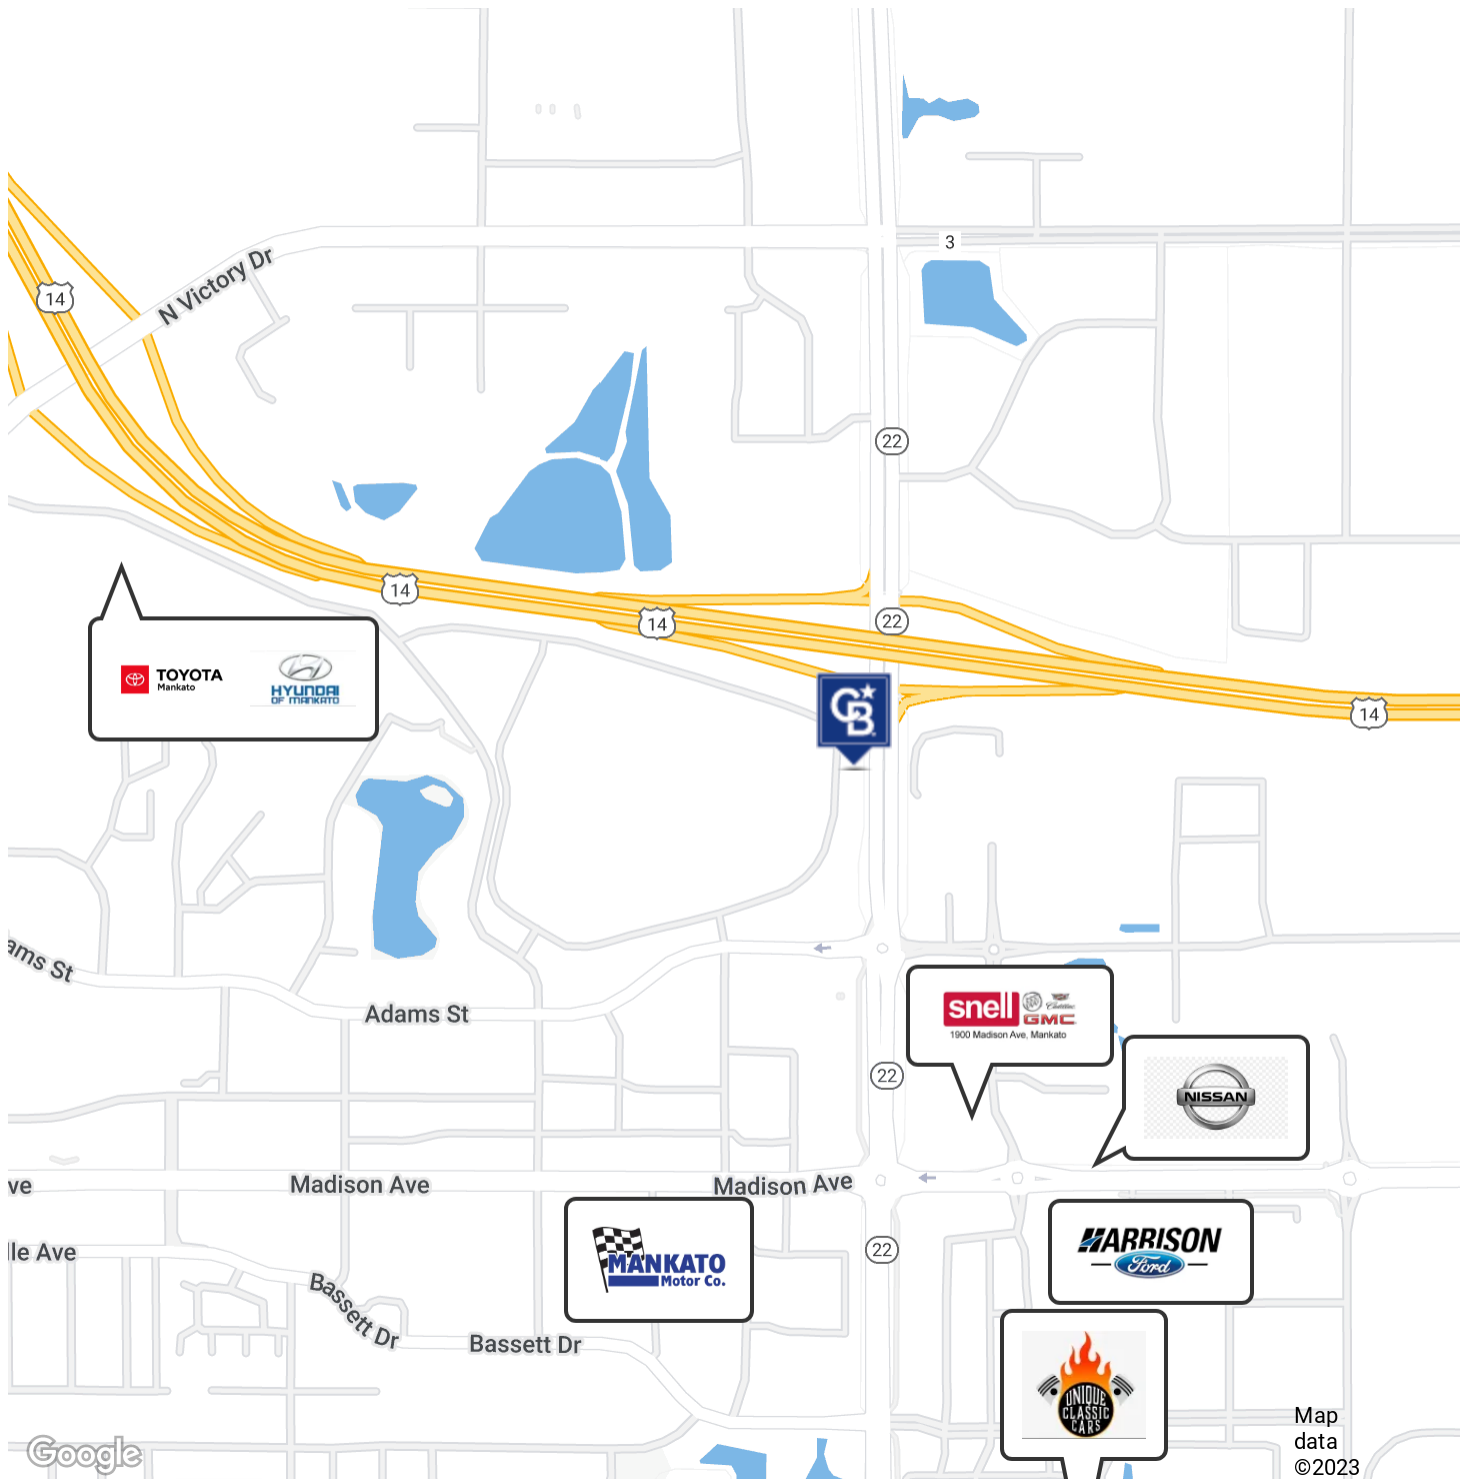 3
N Victory Dr
14
22
14
14
22
TOYOTA
Mankato
HYUNDAI
OF MANKATO
CB
14
ams St
Adams St
snell
Cadillac
GMC
1900 Madison Ave, Mankato
22
NISSAN
ve
Madison Ave
Madison Ave
lle Ave
22
MANKATO
Motor Co.
HARRISON
Ford
Bassett Dr
Bassett Dr
UNIQUE
CLASSIC
CARS
Map
data
©2023
Google